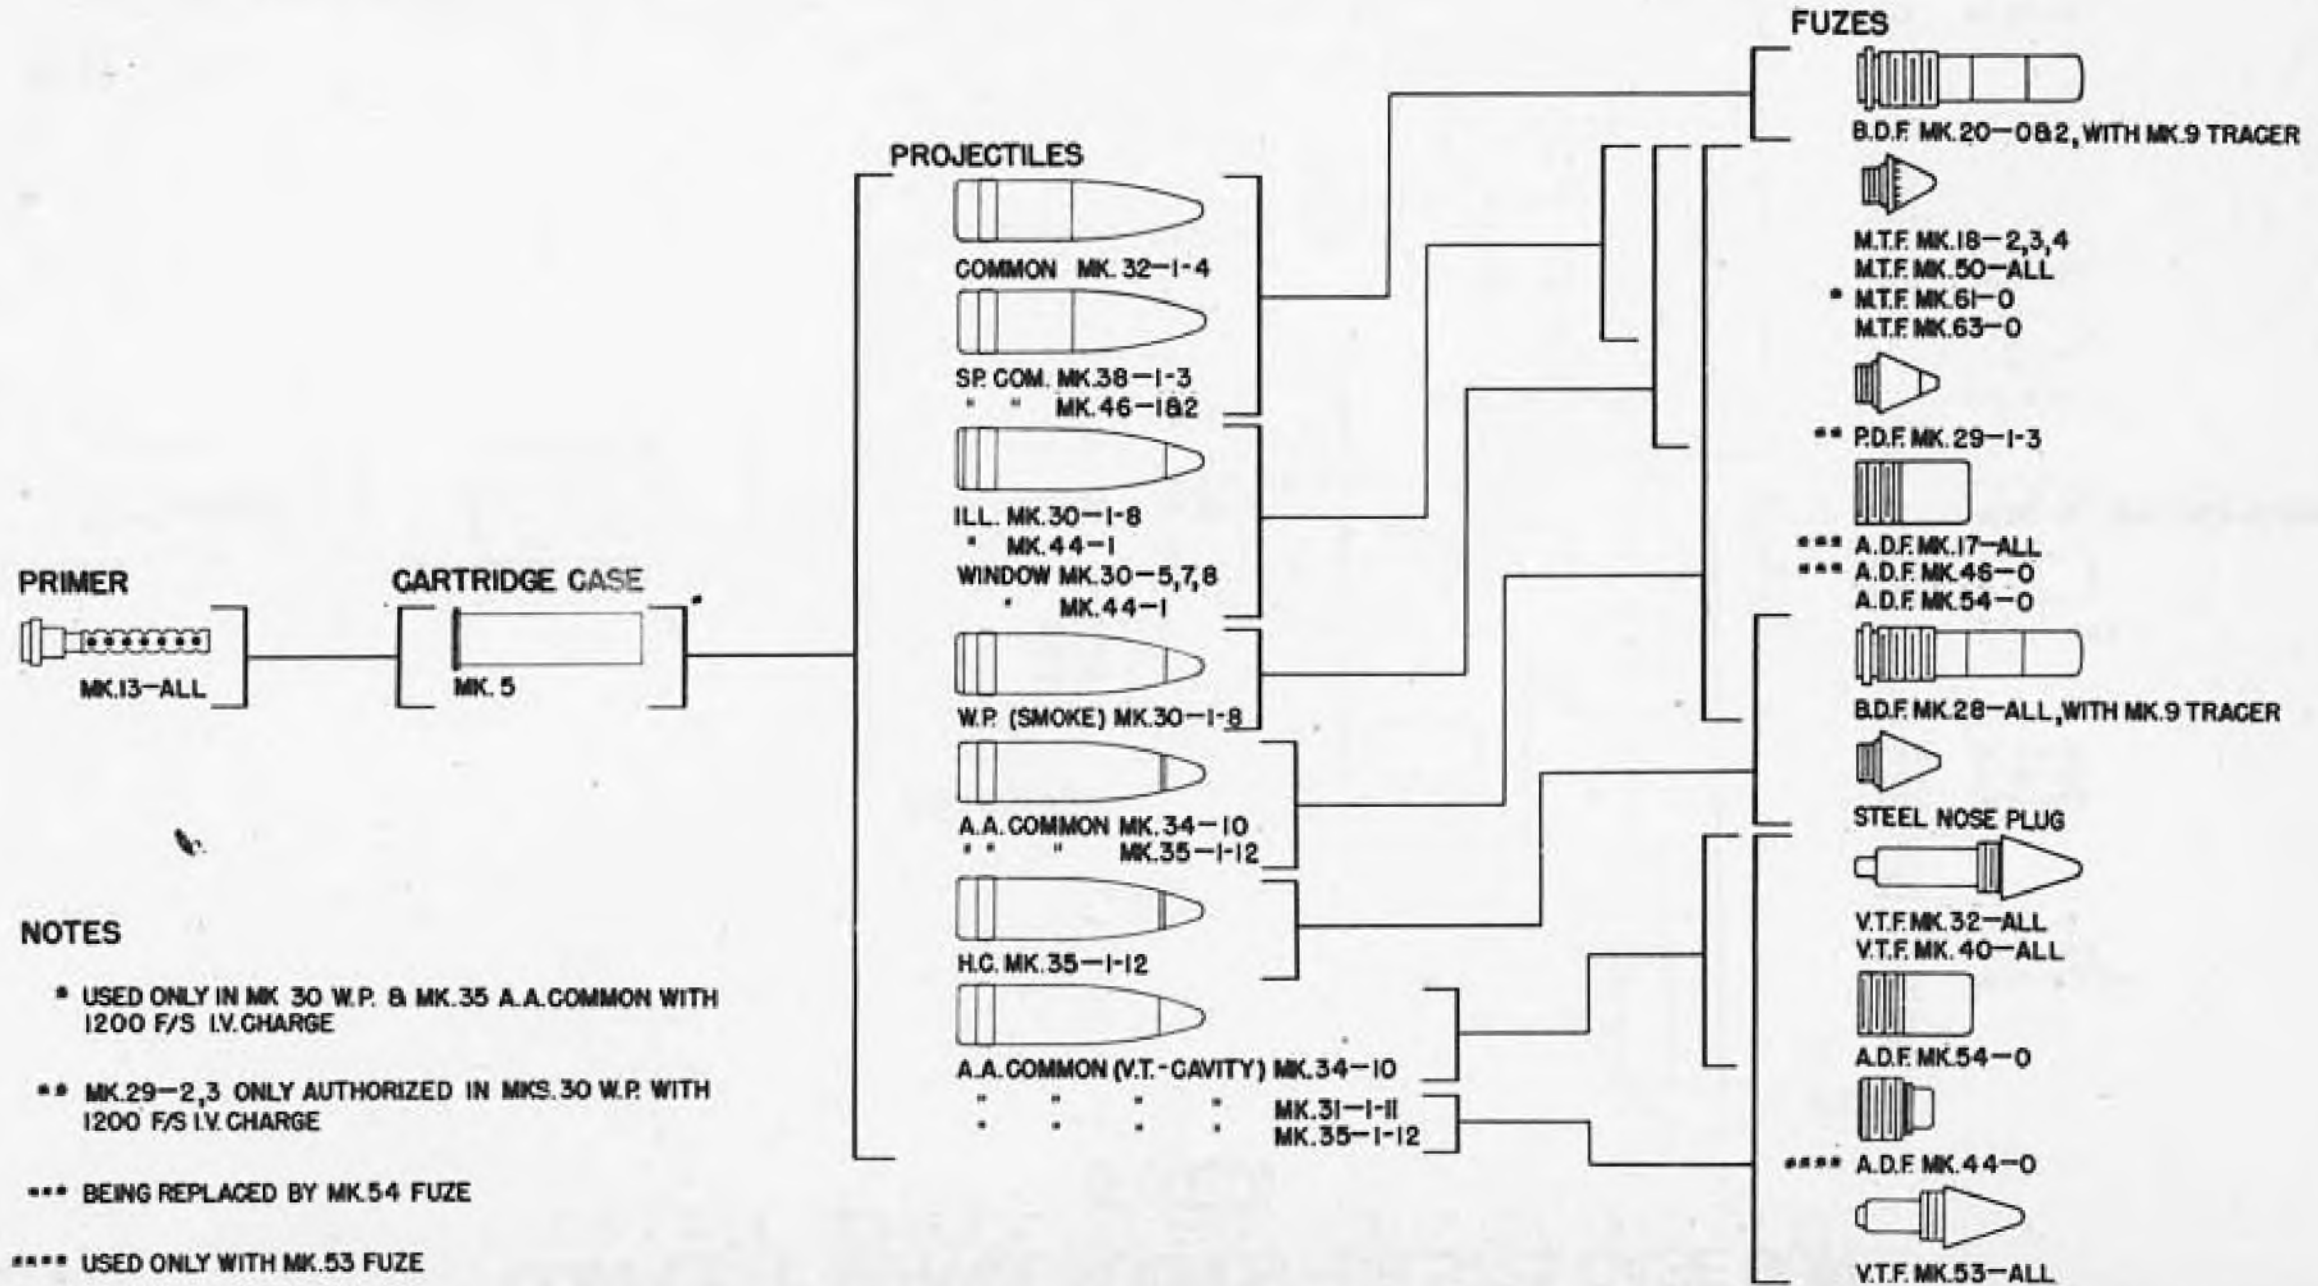 PRIMER
MK.13—ALL
CARTRIDGE CASE
MK. 5
PROJECTILES
COMMON MK. 32—1-4
SP. COM. MK.38—1-3
" " MK.46—1&2
ILL. MK.30—1-8
" MK.44—1
WINDOW MK.30—5,7,8
" MK.44—1
W.P. (SMOKE) MK.30—1-8
A.A. COMMON MK.34—10
" " " MK.35—1-12
H.C. MK.35—1-12
A.A. COMMON (V.T.-CAVITY) MK.34—10
" " " " MK.31—1-11
" " " " MK.35—1-12
FUZES
B.D.F. MK.20—0&2, WITH MK.9 TRACER
M.T.F. MK.18—2,3,4
M.T.F. MK.50—ALL
* M.T.F. MK.61—0
M.T.F. MK.63—0
** P.D.F. MK.29—1-3
*** A.D.F. MK.17—ALL
*** A.D.F. MK.46—0
A.D.F. MK.54—0
B.D.F. MK.28—ALL, WITH MK.9 TRACER
STEEL NOSE PLUG
V.T.F. MK.32—ALL
V.T.F. MK. 40—ALL
A.D.F. MK.54—0
**** A.D.F. MK.44—0
V.T.F. MK.53—ALL
NOTES
* USED ONLY IN MK 30 W.P. & MK.35 A.A. COMMON WITH
1200 F/S I.V. CHARGE
** MK.29—2,3 ONLY AUTHORIZED IN MKS. 30 W.P. WITH
1200 F/S I.V. CHARGE
*** BEING REPLACED BY MK.54 FUZE
**** USED ONLY WITH MK.53 FUZE